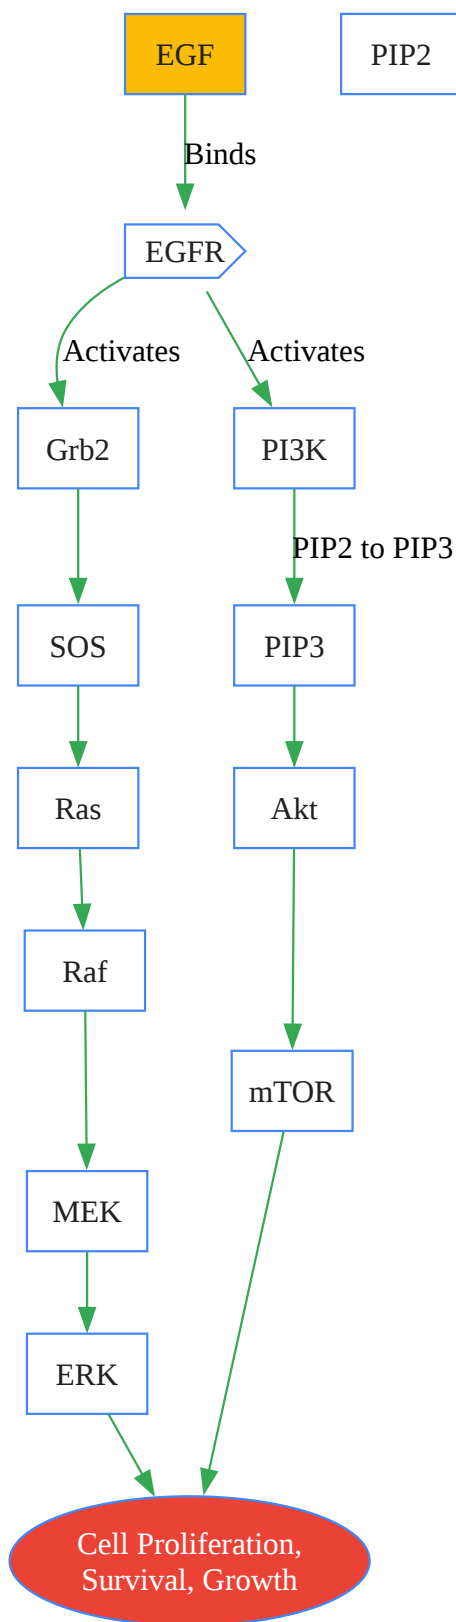 EGF
PIP2
Binds
EGFR
Activates
Activates
Grb2
PI3K
PIP2 to PIP3
SOS
PIP3
Ras
Akt
Raf
mTOR
MEK
ERK
Cell Proliferation,
Survival, Growth